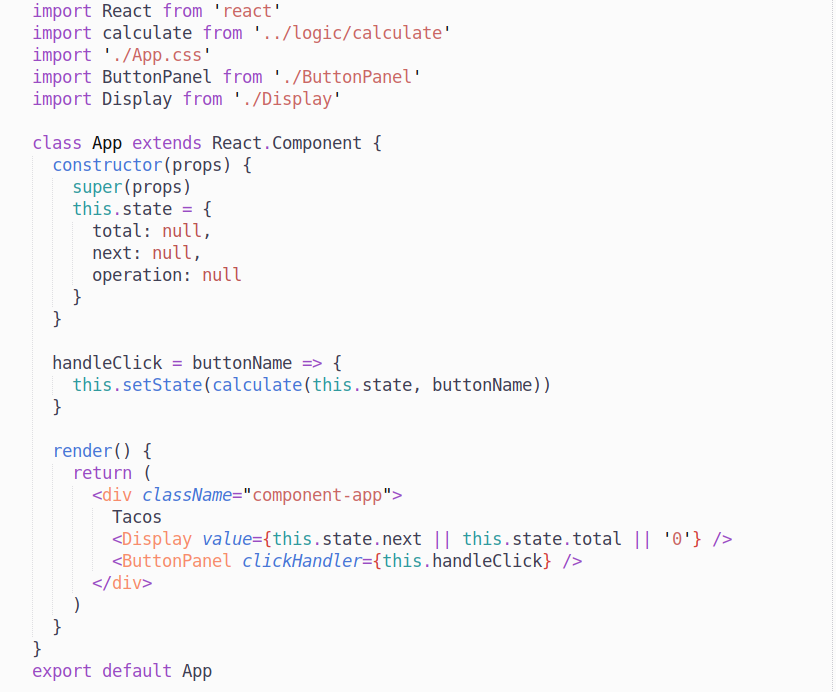 import React from 'react'
import calculate from '../logic/calculate'
import './App.css'
import ButtonPanel from './ButtonPanel'
import Display from './Display'

class App extends React.Component {
  constructor(props) {
    super(props)
    this.state = {
      total: null,
      next: null,
      operation: null
    }
  }

  handleClick = buttonName => {
    this.setState(calculate(this.state, buttonName))
  }

  render() {
    return (
      <div className="component-app">
        Tacos
        <Display value={this.state.next || this.state.total || '0'} />
        <ButtonPanel clickHandler={this.handleClick} />
      </div>
    )
  }
}
export default App